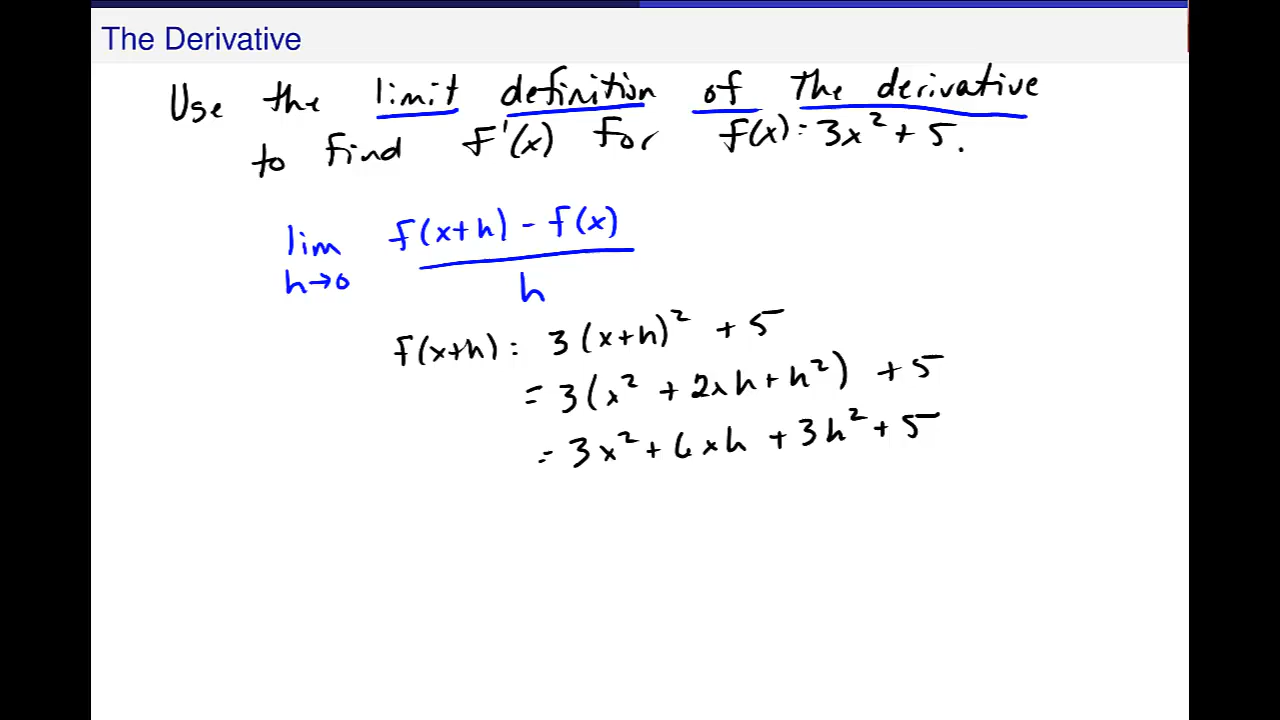 The Derivative
Use the limit definition of the derivative
to find f'(x) for f(x) = 3x² + 5.
lim h→0 f(x+h) - f(x) / h
f(x+h) = 3(x+h)² + 5
= 3(x² + 2xh + h²) + 5
= 3x² + 6xh + 3h² + 5